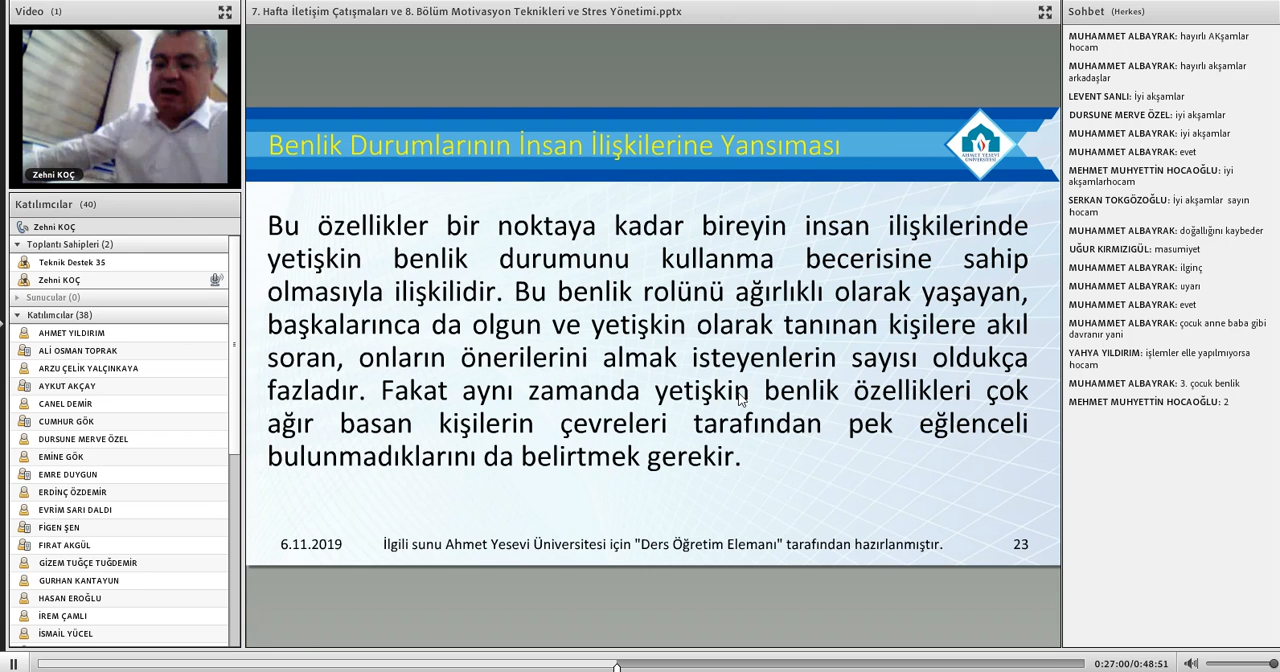 Video (1)
Zehni KOÇ
Katılımcılar (40)
Zehni KOÇ
Toplantı Sahipleri (2)
Teknik Destek 35
Zehni KOÇ
Sunucular (0)
Katılımcılar (38)
AHMET YILDIRIM
ALİ OSMAN TOPRAK
ARZU ÇELİK YALÇINKAYA
AYKUT AKÇAY
CANEL DEMİR
CUMHUR GÖK
DURSUNE MERVE ÖZEL
EMİNE GÖK
EMRE DUYGUN
ERDİNÇ ÖZDEMİR
EVRİM SARI DALDI
FİGEN ŞEN
FIRAT AKGÜL
GİZEM TUĞÇE TUĞDEMİR
GURHAN KANTAYUN
HASAN EROĞLU
İREM ÇAMLI
İSMAİL YÜCEL
7. Hafta İletişim Çatışmaları ve 8. Bölüm Motivasyon Teknikleri ve Stres Yönetimi.pptx
Benlik Durumlarının İnsan İlişkilerine Yansıması
AHMET YESEVİ
ÜNİVERSİTESİ
Bu özellikler bir noktaya kadar bireyin insan ilişkilerinde
yetişkin benlik durumunu kullanma becerisine sahip
olmasıyla ilişkilidir. Bu benlik rolünü ağırlıklı olarak yaşayan,
başkalarınca da olgun ve yetişkin olarak tanınan kişilere akıl
soran, onların önerilerini almak isteyenlerin sayısı oldukça
fazladır. Fakat aynı zamanda yetişkin benlik özellikleri çok
ağır basan kişilerin çevreleri tarafından pek eğlenceli
bulunmadıklarını da belirtmek gerekir.
6.11.2019
İlgili sunu Ahmet Yesevi Üniversitesi için "Ders Öğretim Elemanı" tarafından hazırlanmıştır.
23
Sohbet (Herkes)
MUHAMMET ALBAYRAK: hayırlı AKşamlar
hocam
MUHAMMET ALBAYRAK: hayırlı akşamlar
arkadaşlar
LEVENT SANLI: İyi akşamlar
DURSUNE MERVE ÖZEL: iyi akşamlar
MUHAMMET ALBAYRAK: iyi akşamlar
MUHAMMET ALBAYRAK: evet
MEHMET MUHYETTİN HOCAOĞLU: iyi
akşamlarhocam
SERKAN TOKGÖZOĞLU: İyi akşamlar sayın
hocam
MUHAMMET ALBAYRAK: doğallığını kaybeder
UĞUR KIRMIZIGÜL: masumiyet
MUHAMMET ALBAYRAK: ilginç
MUHAMMET ALBAYRAK: uyarı
MUHAMMET ALBAYRAK: evet
MUHAMMET ALBAYRAK: çocuk anne baba gibi
davranır yani
YAHYA YILDIRIM: işlemler elle yapılmıyorsa
hocam
MUHAMMET ALBAYRAK: 3. çocuk benlik
MEHMET MUHYETTİN HOCAOĞLU: 2
0:27:00/0:48:51